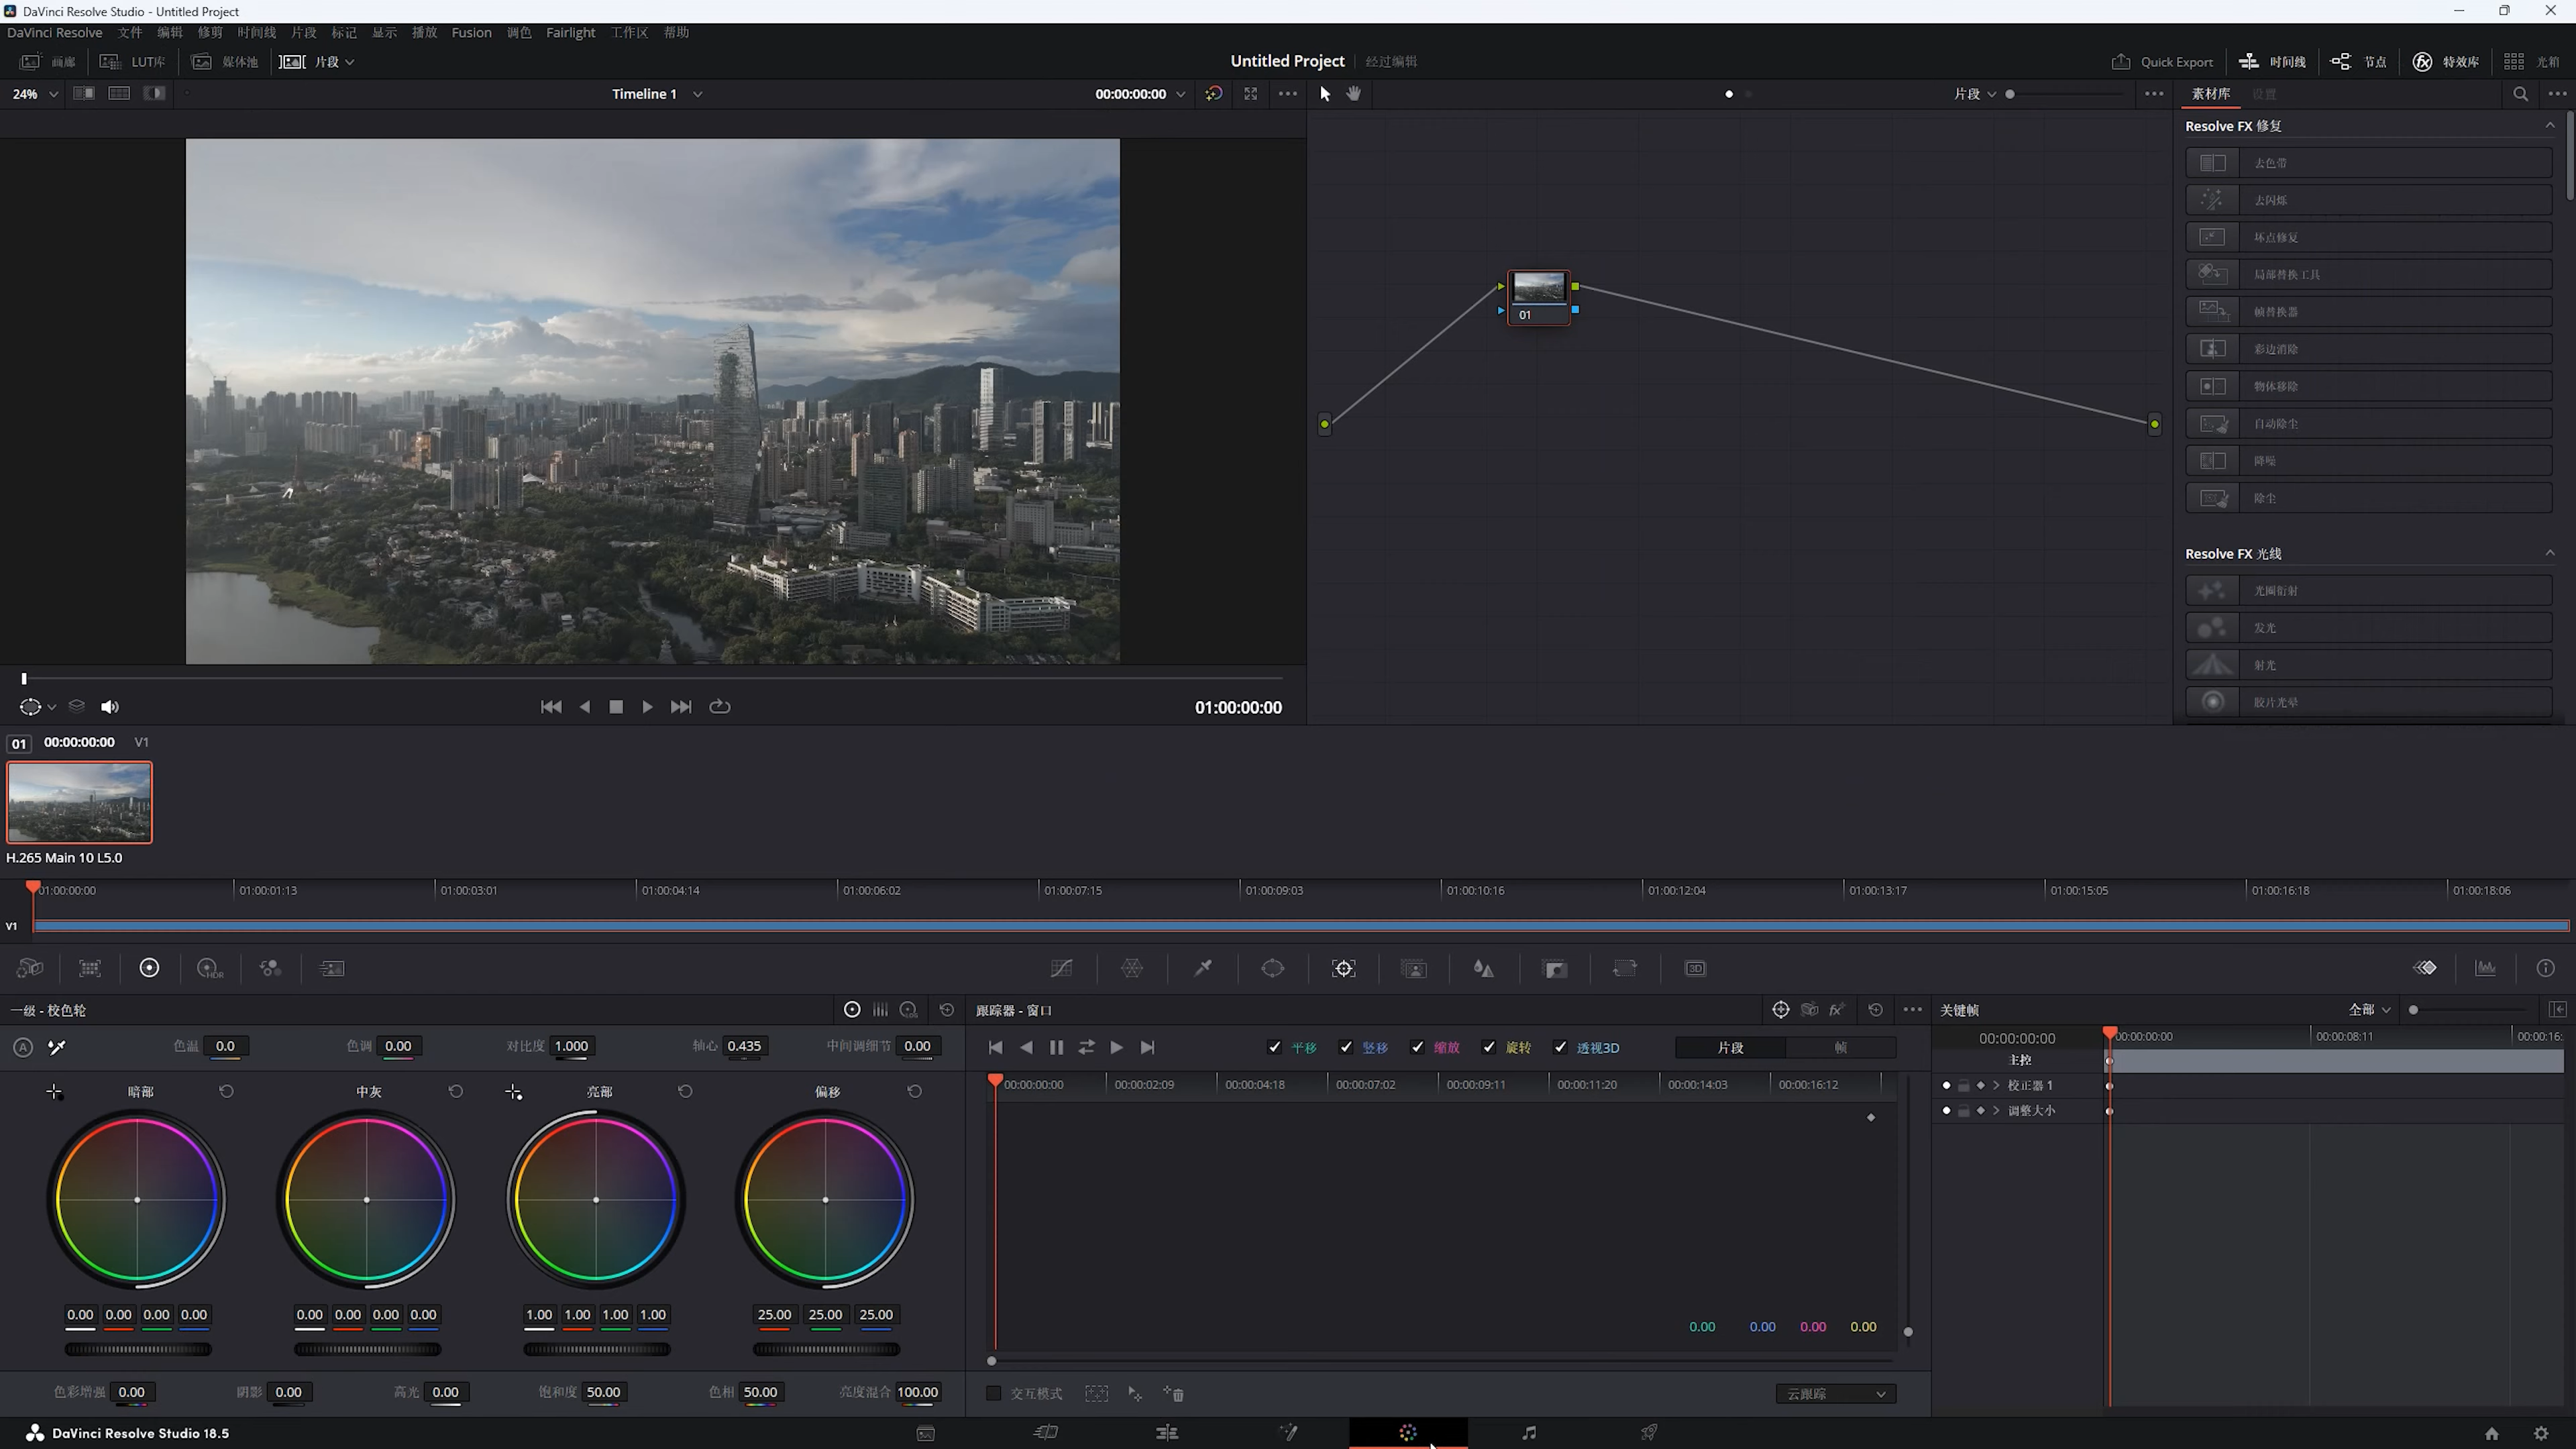 DaVinci Resolve Studio - Untitled Project
DaVinci Resolve 文件 编辑 修剪 时间线 片段 标记 显示 播放 Fusion 调色 Fairlight 工作区 帮助
画廊 LUT库 媒体池 片段 Untitled Project 经过编辑 Quick Export 时间线 节点 特效库 光箱
24% Timeline 1 00:00:00:00 片段 素材库 设置
Resolve FX 修复
去色带
去闪烁
坏点修复
局部替换工具
帧替换器
彩边消除
物体移除
自动除尘
降噪
除尘
Resolve FX 光线
光圈衍射
发光
射光
胶片光晕
01
01:00:00:00
01 00:00:00:00 V1
H.265 Main 10 L5.0
01:00:00:00 01:00:01:13 01:00:03:01 01:00:04:14 01:00:06:02 01:00:07:15 01:00:09:03 01:00:10:16 01:00:12:04 01:00:13:17 01:00:15:05 01:00:16:18 01:00:18:06
V1
HDR 3D
一级 - 校色轮 LOG 跟踪器 - 窗口 fx 关键帧 全部
A 色温 0.0 色调 0.00 对比度 1.000 轴心 0.435 中间调细节 0.00
平移 竖移 缩放 旋转 透视3D 片段 帧
00:00:00:00 00:00:00:00 00:00:08:11 00:00:16:
主控
校正器 1
调整大小
暗部 中灰 亮部 偏移
00:00:00:00 00:00:02:09 00:00:04:18 00:00:07:02 00:00:09:11 00:00:11:20 00:00:14:03 00:00:16:12
0.00 0.00 0.00 0.00 0.00 0.00 0.00 0.00 1.00 1.00 1.00 1.00 25.00 25.00 25.00
0.00 0.00 0.00 0.00
色彩增强 0.00 阴影 0.00 高光 0.00 饱和度 50.00 色相 50.00 亮度混合 100.00
交互模式 云跟踪
DaVinci Resolve Studio 18.5